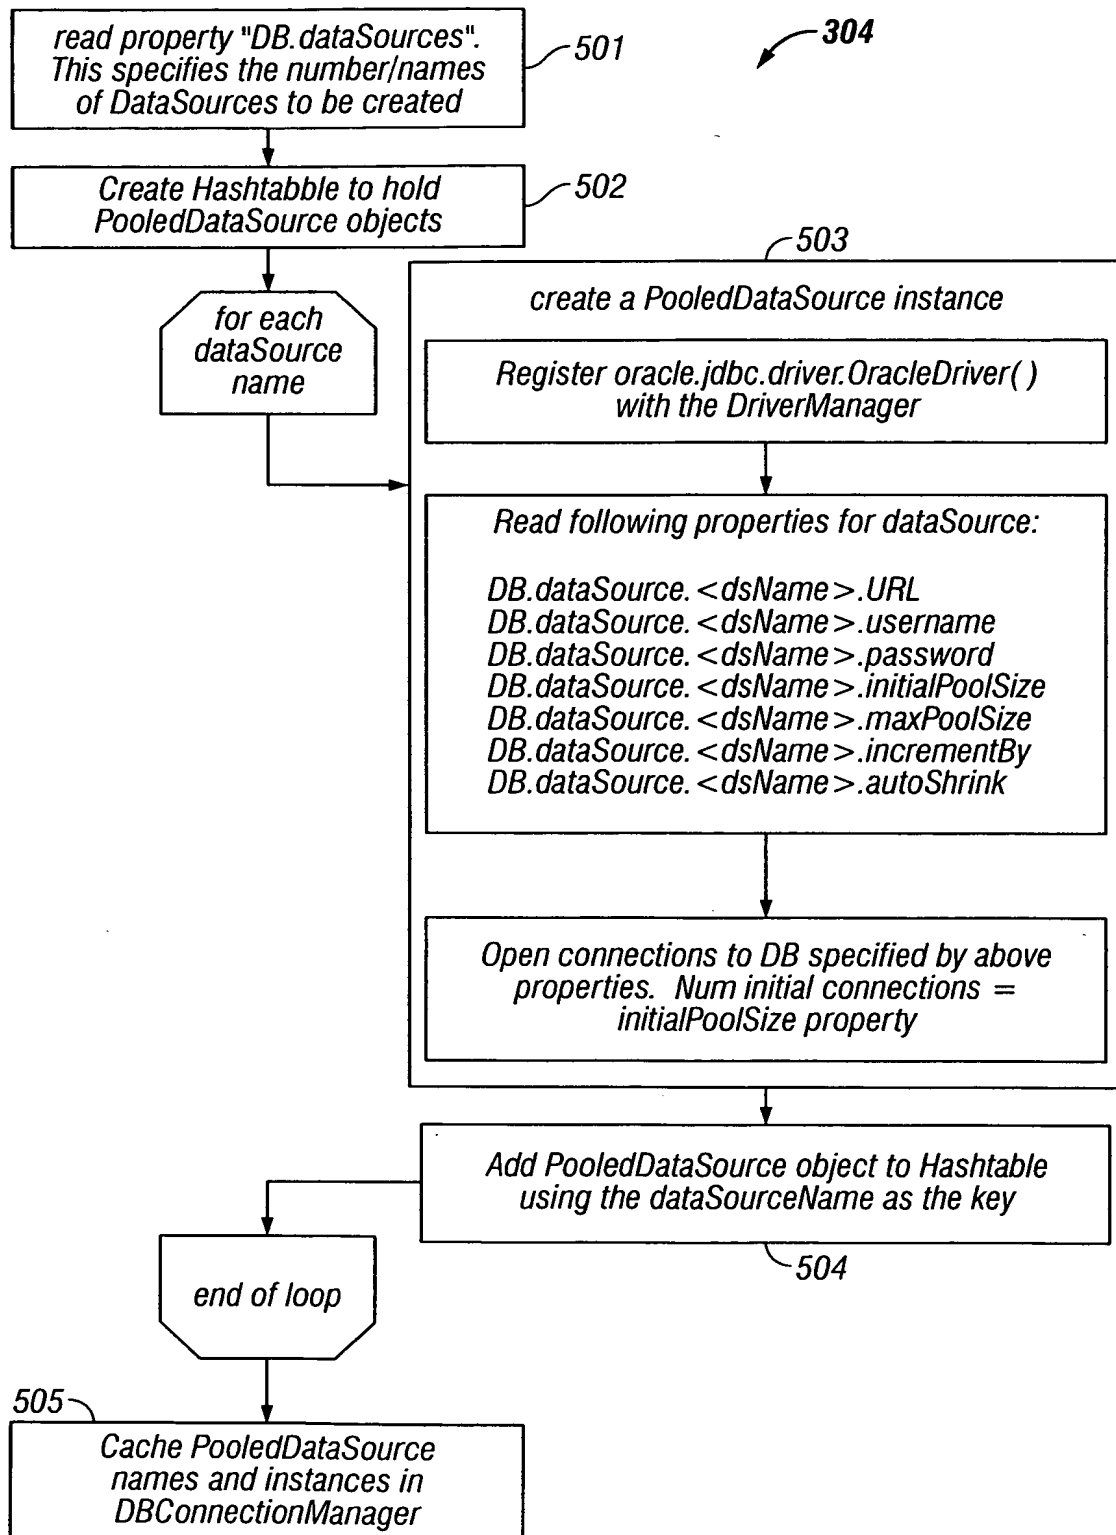 read property "DB.dataSources".
This specifies the number/names
of DataSources to be created
501
304
Create Hashtabble to hold
PooledDataSource objects
502
for each
dataSource
name
503
create a PooledDataSource instance
Register oracle.jdbc.driver.OracleDriver( )
with the DriverManager
Read following properties for dataSource:
DB.dataSource. <dsName>.URL
DB.dataSource. <dsName>.username
DB.dataSource. <dsName>.password
DB.dataSource. <dsName>.initialPoolSize
DB.dataSource. <dsName>.maxPoolSize
DB.dataSource. <dsName>.incrementBy
DB.dataSource. <dsName>.autoShrink
Open connections to DB specified by above
properties. Num initial connections =
initialPoolSize property
Add PooledDataSource object to Hashtable
using the dataSourceName as the key
504
end of loop
505
Cache PooledDataSource
names and instances in
DBConnectionManager